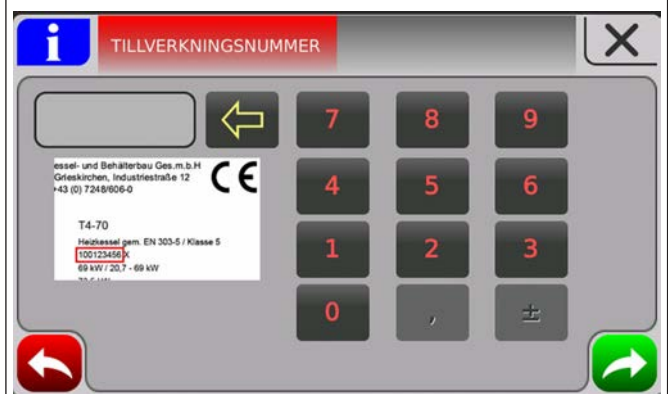 i
TILLVERKNINGSNUMMER
X
7 8 9
essel- und Behälterbau Ges.m.b.H
Grieskirchen, Industriestraße 12
+43 (0) 7248/606-0
CE
4 5 6
T4-70
Heizkessel gem. EN 303-5 / Klasse 5
100123456X
69 kW / 20,7 - 69 kW
1 2 3
0 , ±